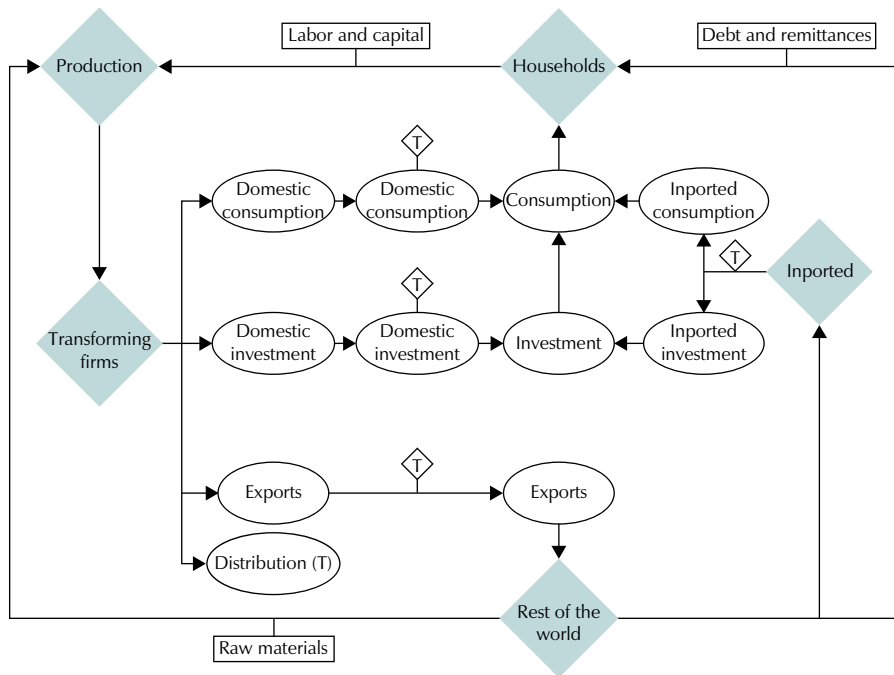 Labor and capital
Debt and remittances
Production
Households
T
Domestic
consumption
Domestic
consumption
Consumption
Inported
consumption
T
Inported
T
Transforming
firms
Domestic
investment
Domestic
investment
Investment
Inported
investment
T
Exports
Exports
Distribution (T)
Rest of the
world
Raw materials